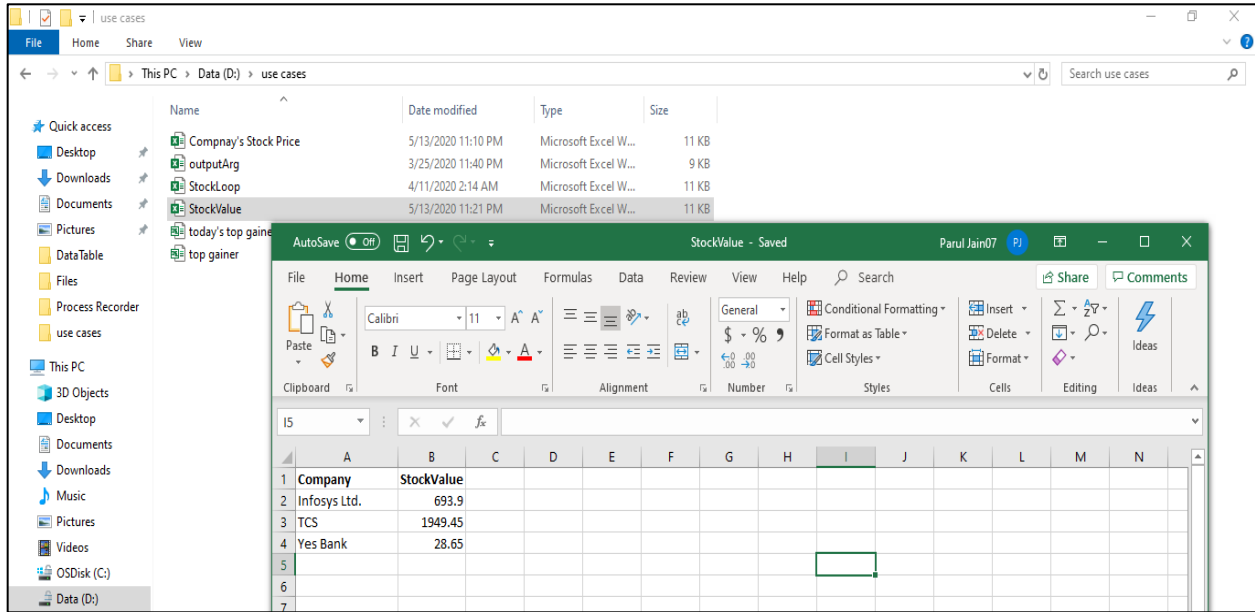 use cases
File Home Share View
This PC > Data (D:) > use cases
Search use cases
Name Date modified Type Size
Quick access
Desktop
Downloads
Documents
Pictures
DataTable
Files
Process Recorder
use cases
This PC
3D Objects
Desktop
Documents
Downloads
Music
Pictures
Videos
OSDisk (C:)
Data (D:)
Compnay's Stock Price 5/13/2020 11:10 PM Microsoft Excel W... 11 KB
outputArg 3/25/2020 11:40 PM Microsoft Excel W... 9 KB
StockLoop 4/11/2020 2:14 AM Microsoft Excel W... 11 KB
StockValue 5/13/2020 11:21 PM Microsoft Excel W... 11 KB
today's top gaine
top gainer
AutoSave Off StockValue - Saved Parul Jain07 PJ
File Home Insert Page Layout Formulas Data Review View Help Search Share Comments
Paste Calibri 11 A^ A˅ ab General Conditional Formatting Insert
B I U A $ % 9 Format as Table Delete Ideas
Cell Styles Format
Clipboard Font Alignment Number Styles Cells Editing Ideas
I5 fx
A B C D E F G H I J K L M N
1 Company StockValue
2 Infosys Ltd. 693.9
3 TCS 1949.45
4 Yes Bank 28.65
5
6
7